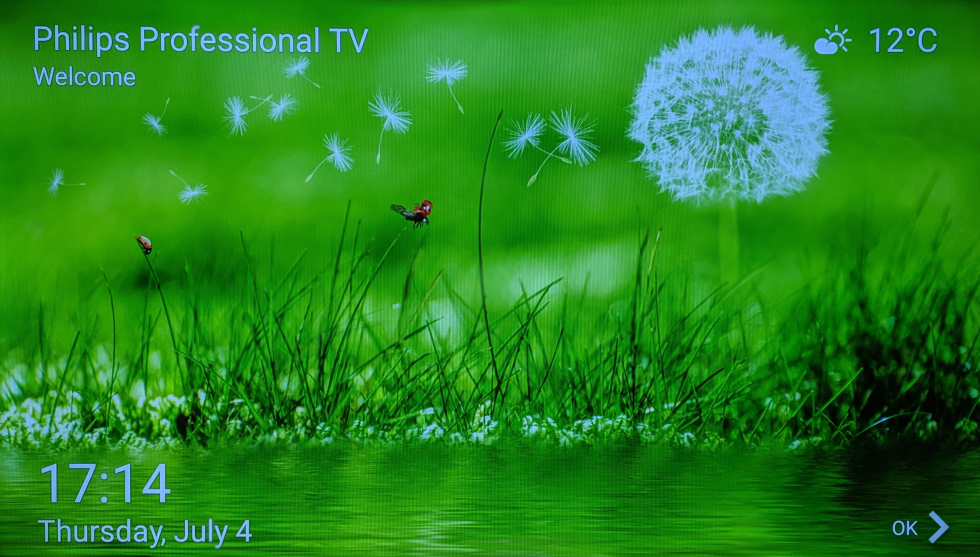 Philips Professional TV
Welcome
12°C
17:14
Thursday, July 4
OK